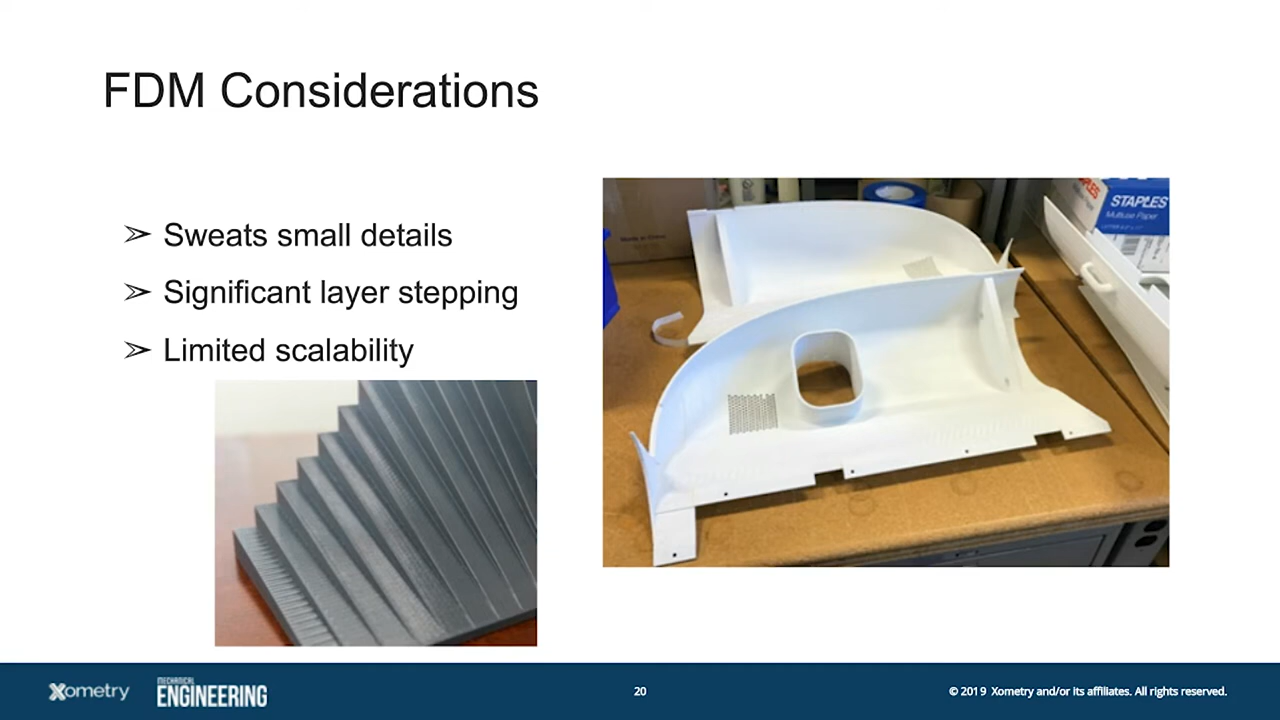 FDM Considerations
➢ Sweats small details
➢ Significant layer stepping
➢ Limited scalability
STAPLES
Multiuse Paper
Xometry
MECHANICAL
ENGINEERING
20
© 2019 Xometry and/or its affiliates. All rights reserved.